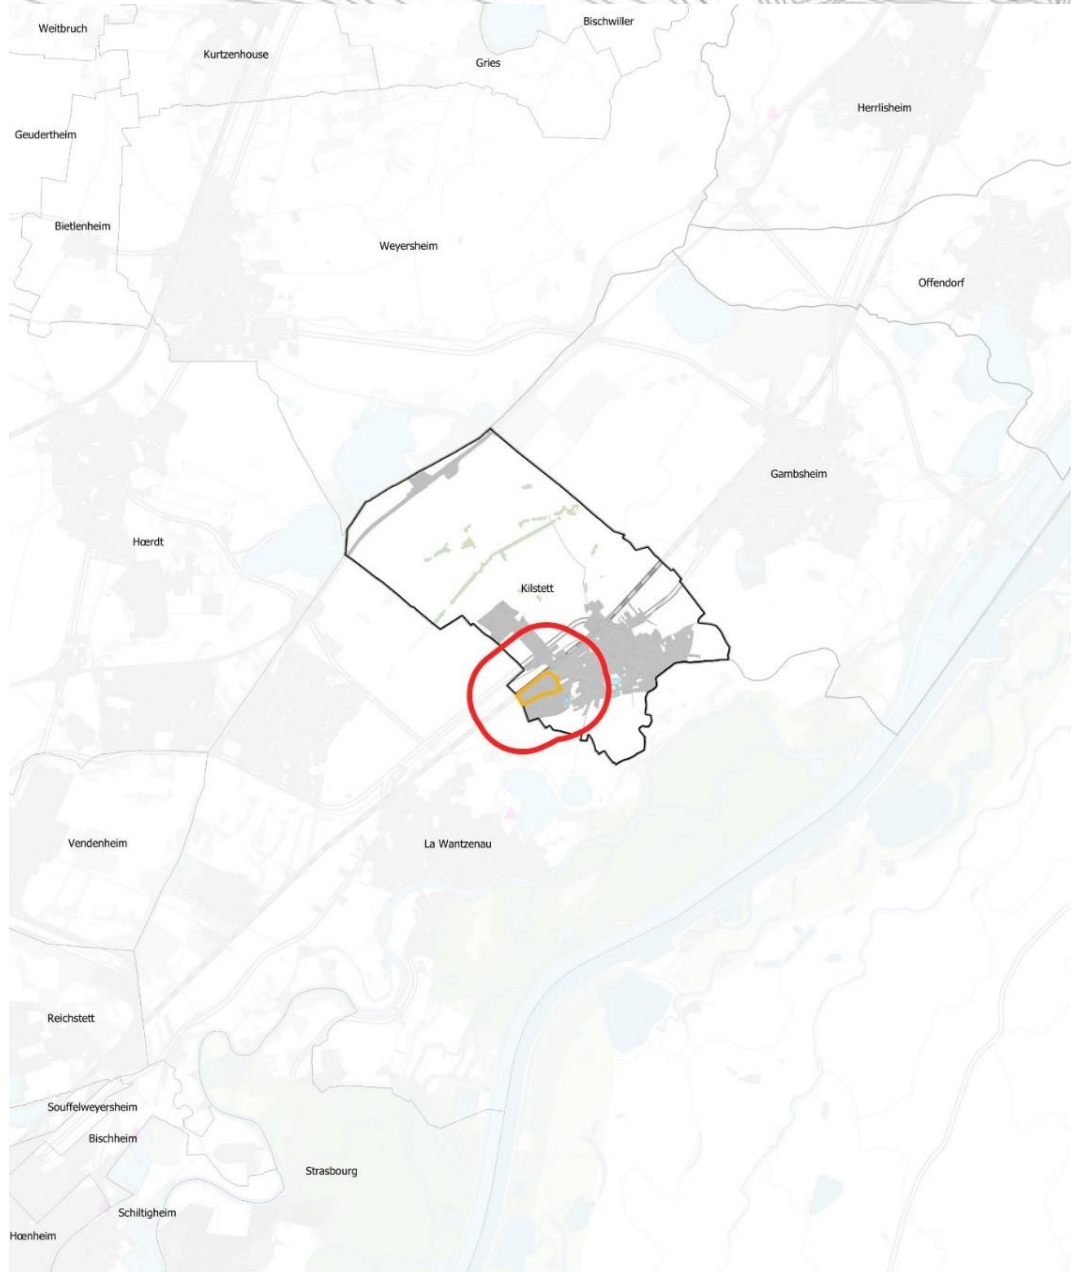 Weitbruch
Bischwiller
Kurtzenhouse
Gries
Herrlisheim
Geudertheim
Bietlenheim
Weyersheim
Offendorf
Gambsheim
Hœrdt
Kilstett
Vendenheim
La Wantzenau
Reichstett
Souffelweyersheim
Bischheim
Strasbourg
Schiltigheim
Hœnheim